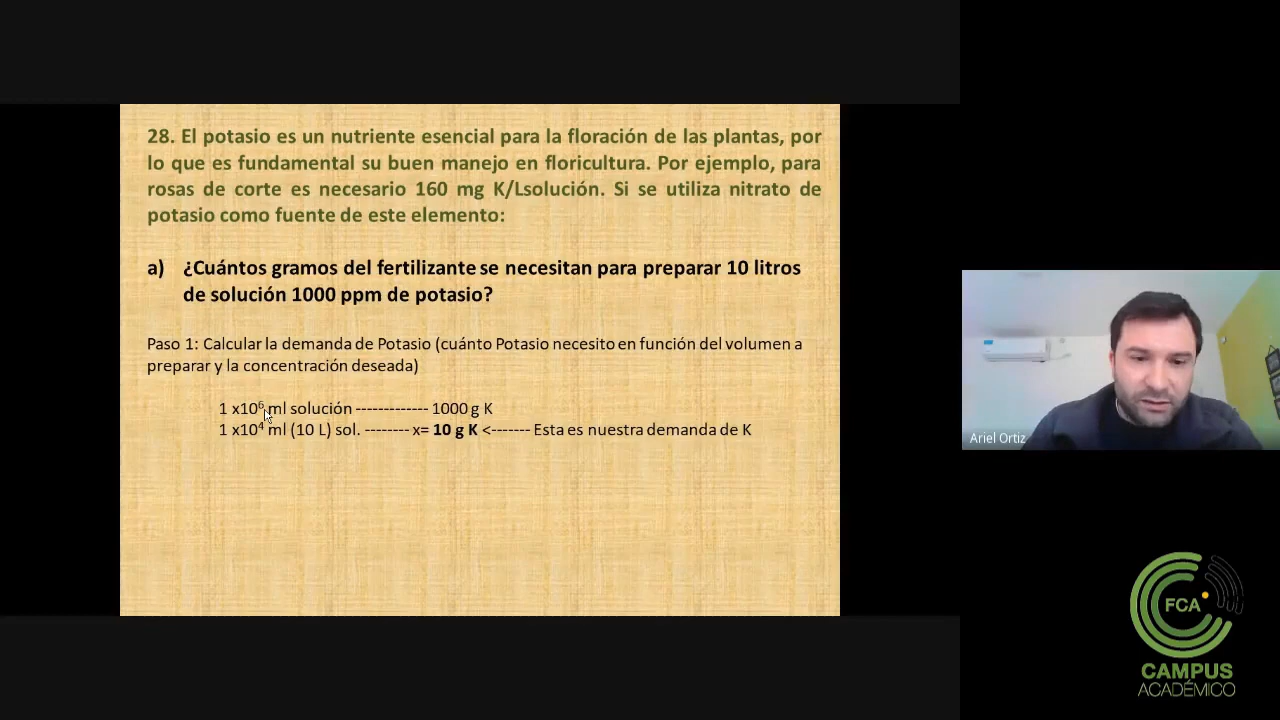 28. El potasio es un nutriente esencial para la floración de las plantas, por
lo que es fundamental su buen manejo en floricultura. Por ejemplo, para
rosas de corte es necesario 160 mg K/Lsolución. Si se utiliza nitrato de
potasio como fuente de este elemento:
a) ¿Cuántos gramos del fertilizante se necesitan para preparar 10 litros
de solución 1000 ppm de potasio?
Paso 1: Calcular la demanda de Potasio (cuánto Potasio necesito en función del volumen a
preparar y la concentración deseada)
1 x10⁶ ml solución ------------- 1000 g K
1 x10⁴ ml (10 L) sol. -------- x= 10 g K <------- Esta es nuestra demanda de K
Ariel Ortiz
FCA
CAMPUS
ACADÉMICO